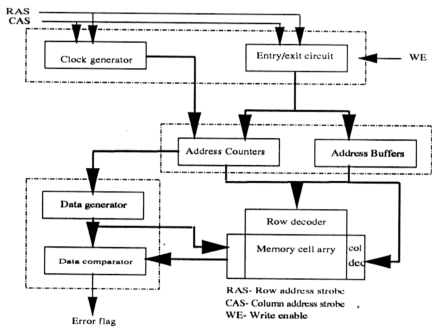 RAS
CAS
Clock generator
Entry/exit circuit
WE
Address Counters
Address Buffers
Data generator
Row decoder
Memory cell arry
col
dec
Data comparator
RAS- Row address strobe
CAS- Column address strobe
WE- Write enable
Error flag